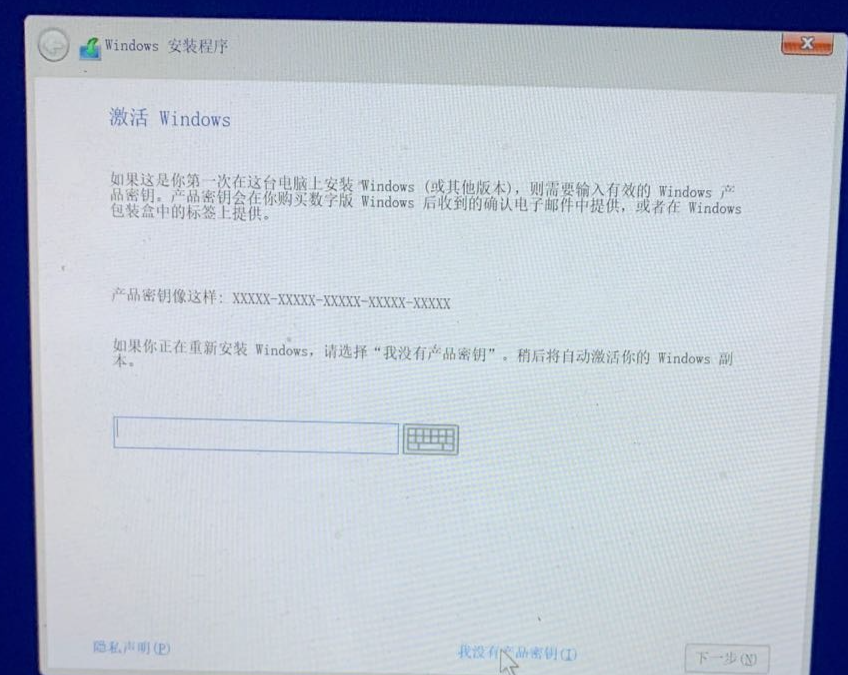 Windows 安装程序
激活 Windows
如果这是你第一次在这台电脑上安装 Windows (或其他版本)，则需要输入有效的 Windows 产
品密钥。产品密钥会在你购买数字版 Windows 后收到的确认电子邮件中提供，或者在 Windows
包装盒中的标签上提供。
产品密钥像这样: XXXXX-XXXXX-XXXXX-XXXXX-XXXXX
如果你正在重新安装 Windows，请选择“我没有产品密钥”。稍后将自动激活你的 Windows 副
本。
隐私声明(P)
我没有产品密钥(I)
下一步(N)